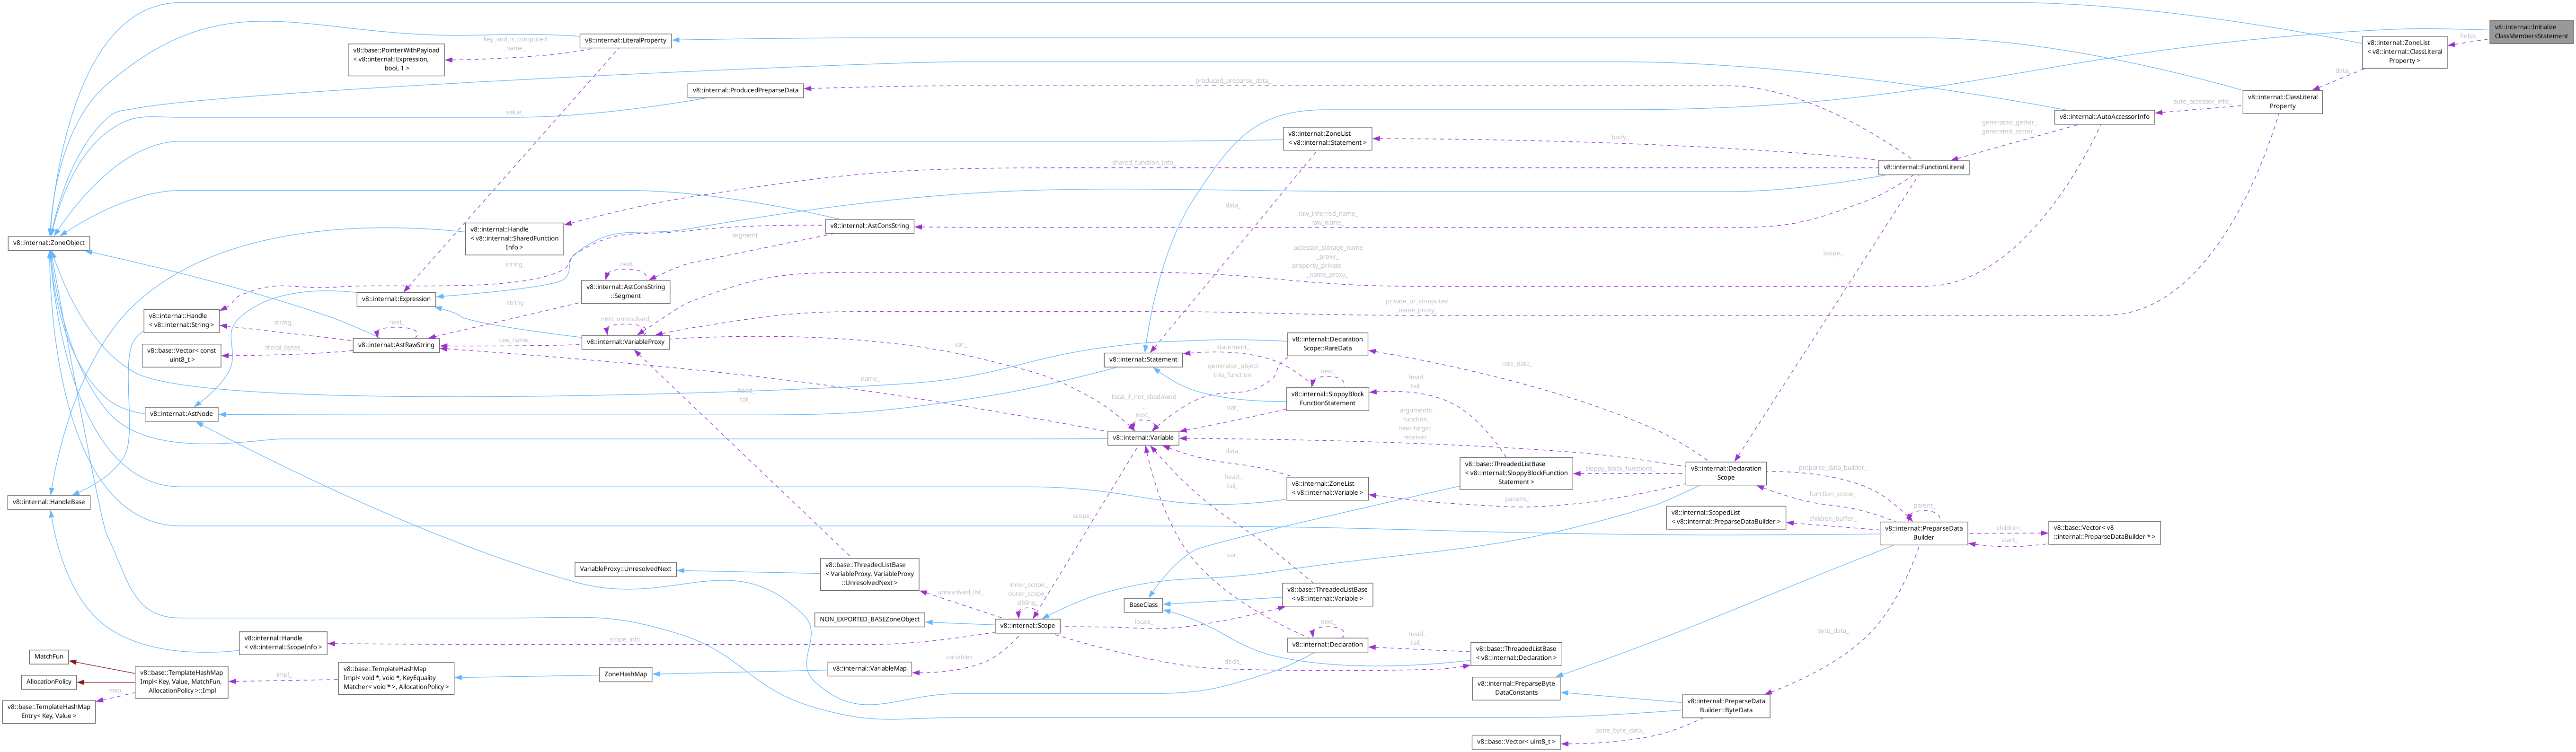 v8::internal::Initialize
ClassMembersStatement
fields_
v8::internal::ZoneList
< v8::internal::ClassLiteral
Property >
data_
v8::internal::ClassLiteral
Property
auto_accessor_info_
v8::internal::AutoAccessorInfo
generated_getter_
generated_setter_
v8::internal::FunctionLiteral
v8::internal::LiteralProperty
key_and_is_computed
_name_
v8::base::PointerWithPayload
< v8::internal::Expression,
bool, 1 >
produced_preparse_data_
v8::internal::ProducedPreparseData
value_
v8::internal::ZoneList
< v8::internal::Statement >
body_
shared_function_info_
data_
raw_inferred_name_
raw_name_
v8::internal::AstConsString
v8::internal::Handle
< v8::internal::SharedFunction
Info >
v8::internal::ZoneObject
segment_
string_
next
v8::internal::AstConsString
::Segment
accessor_storage_name
_proxy_
property_private
_name_proxy_
scope_
v8::internal::Expression
private_or_computed
_name_proxy_
v8::internal::Handle
< v8::internal::String >
string_
next_
string
v8::internal::AstRawString
v8::base::Vector< const
uint8_t >
literal_bytes_
raw_name_
next_unresolved_
v8::internal::VariableProxy
var_
v8::internal::Declaration
Scope::RareData
statement_
v8::internal::Statement
generator_object
this_function
rare_data_
next_
v8::internal::SloppyBlock
FunctionStatement
head_
tail_
name_
head_
tail_
local_if_not_shadowed
_
next_
var_
v8::internal::AstNode
v8::internal::Variable
arguments_
function_
new_target_
receiver_
data_
v8::base::ThreadedListBase
< v8::internal::SloppyBlockFunction
Statement >
sloppy_block_functions_
v8::internal::Declaration
Scope
preparse_data_builder_
v8::internal::HandleBase
head_
tail_
v8::internal::ZoneList
< v8::internal::Variable >
params_
function_scope_
scope_
v8::internal::ScopedList
< v8::internal::PreparseDataBuilder >
children_buffer_
parent_
v8::internal::PreparseData
Builder
children_
start_
v8::base::Vector< v8
::internal::PreparseDataBuilder * >
var_
VariableProxy::UnresolvedNext
v8::base::ThreadedListBase
< VariableProxy, VariableProxy
::UnresolvedNext >
unresolved_list_
inner_scope_
outer_scope_
sibling_
v8::internal::Scope
NON_EXPORTED_BASEZoneObject
BaseClass
v8::base::ThreadedListBase
< v8::internal::Variable >
locals_
byte_data_
v8::internal::Handle
< v8::internal::ScopeInfo >
scope_info_
next_
v8::internal::Declaration
head_
tail_
v8::base::ThreadedListBase
< v8::internal::Declaration >
decls_
variables_
MatchFun
AllocationPolicy
v8::base::TemplateHashMap
Impl< Key, Value, MatchFun,
AllocationPolicy >::Impl
impl_
v8::base::TemplateHashMap
Impl< void *, void *, KeyEquality
Matcher< void * >, AllocationPolicy >
ZoneHashMap
v8::internal::VariableMap
map_
v8::base::TemplateHashMap
Entry< Key, Value >
v8::internal::PreparseByte
DataConstants
v8::internal::PreparseData
Builder::ByteData
zone_byte_data_
v8::base::Vector< uint8_t >